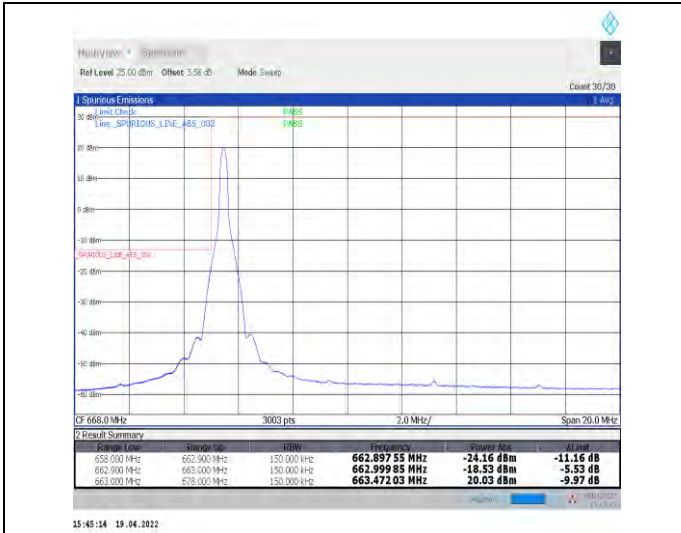 MultiView Spectrum
Ref Level 25.00 dBm Offset 3.56 dB Mode Sweep
Count 30/30
1 Spurious Emissions
1 Avg
30 dBm
Limit Check PASS
Line _SPURIOUS_LINE_ABS_002 PASS
20 dBm
10 dBm
0 dBm
-10 dBm
_SPURIOUS_LINE_ABS_002
-20 dBm
-30 dBm
-40 dBm
-50 dBm
-60 dBm
CF 668.0 MHz 3003 pts 2.0 MHz/ Span 20.0 MHz
2 Result Summary
Range Low Range Up RBW Frequency Power Abs ΔLimit
658.000 MHz 662.900 MHz 150.000 kHz 662.897 55 MHz -24.16 dBm -11.16 dB
662.900 MHz 663.000 MHz 150.000 kHz 662.999 85 MHz -18.53 dBm -5.53 dB
663.000 MHz 678.000 MHz 150.000 kHz 663.472 03 MHz 20.03 dBm -9.97 dB
15:45:14 19.04.2022